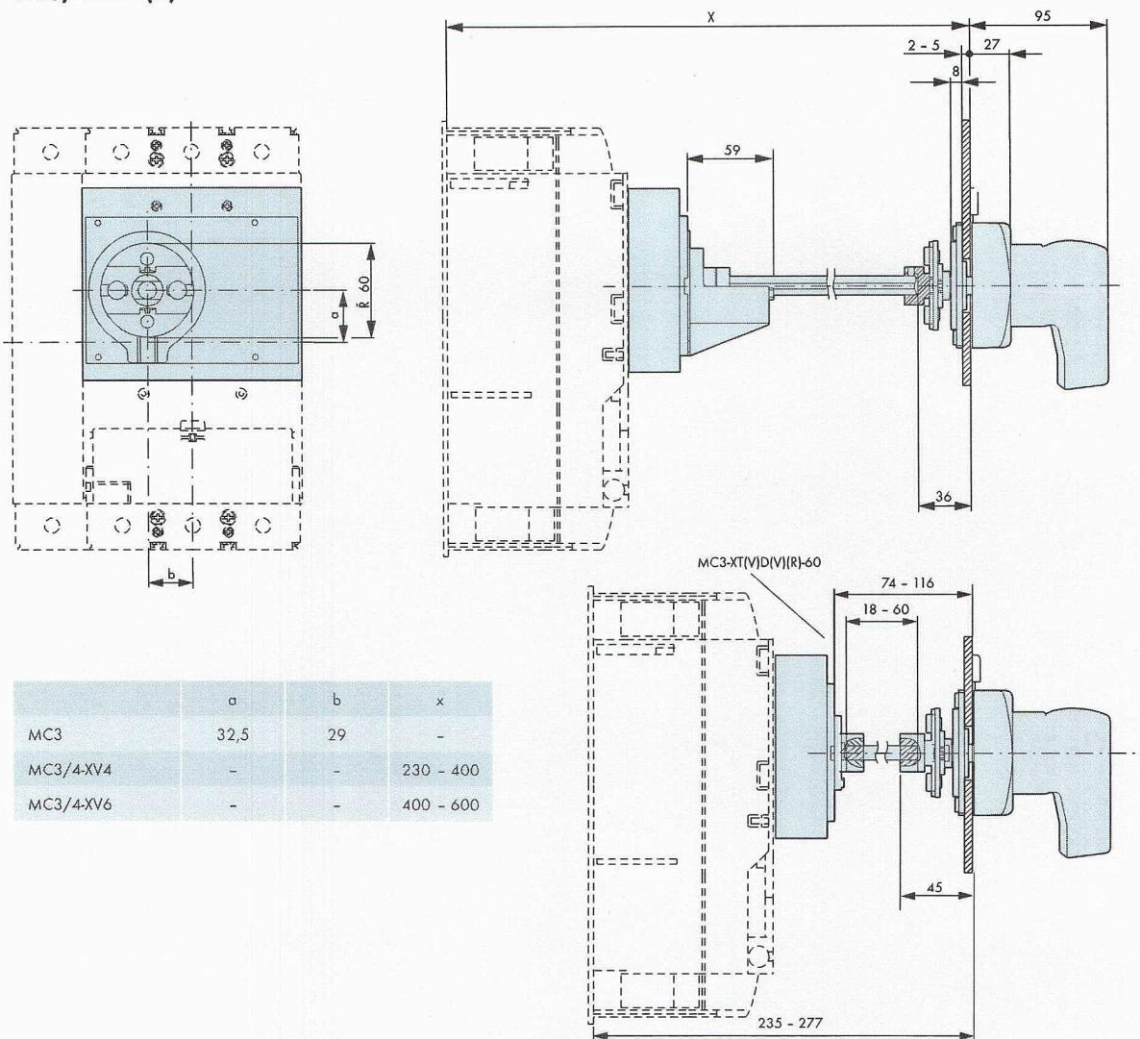 X
95
2 – 5
27
8
59
Ř 60
a
b
36
MC3-XT(V)D(V)(R)-60
74 – 116
18 – 60
a b x
MC3 32,5 29 –
MC3/4-XV4 – – 230 – 400
MC3/4-XV6 – – 400 – 600
45
235 – 277